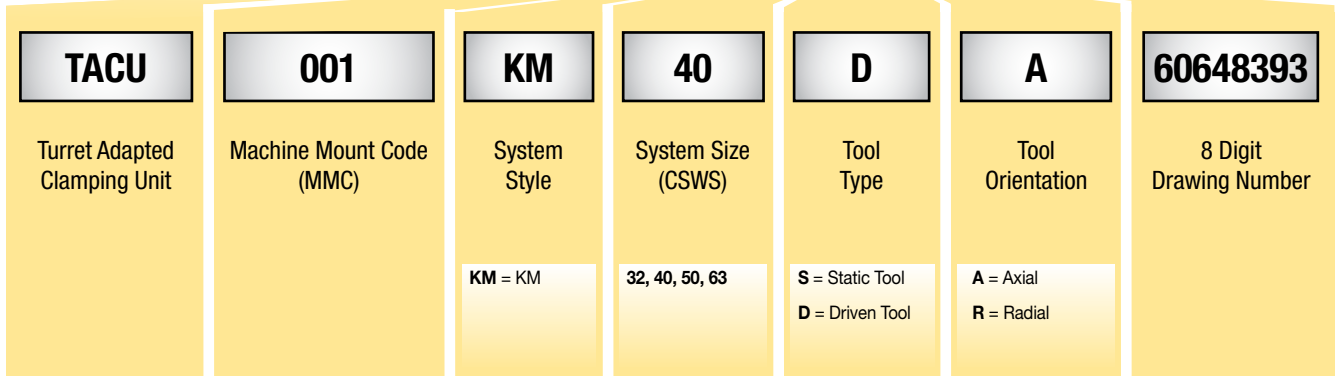 TACU
001
KM
40
D
A
60648393
Turret Adapted
Clamping Unit
Machine Mount Code
(MMC)
System
Style
System Size
(CSWS)
Tool
Type
Tool
Orientation
8 Digit
Drawing Number
KM = KM
32, 40, 50, 63
S = Static Tool
D = Driven Tool
A = Axial
R = Radial